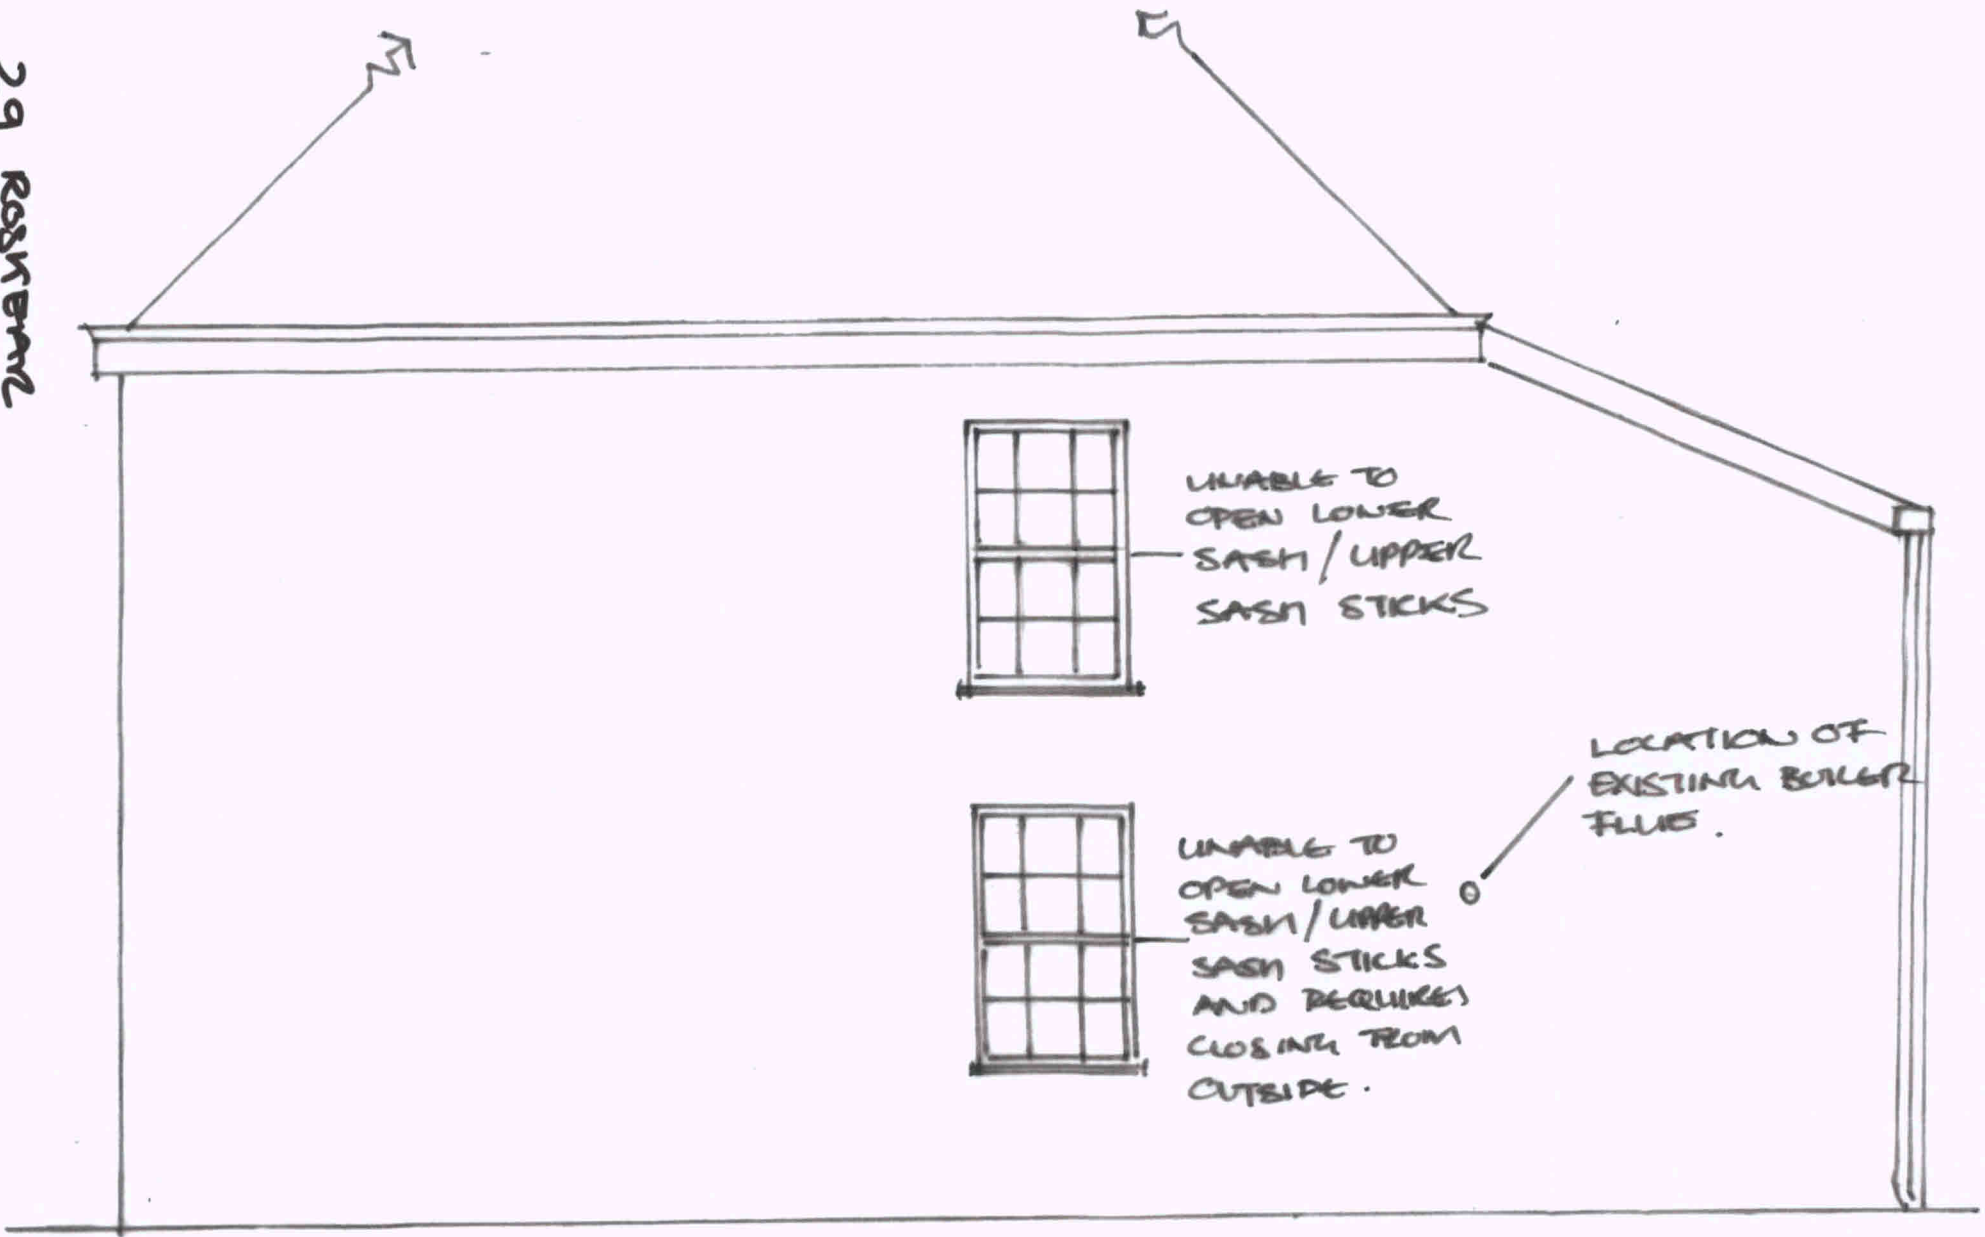 29 ROSKEAR
UNABLE TO
OPEN LOWER
SASH / UPPER
SASH STICKS
LOCATION OF
EXISTING BOILER
FLUE.
UNABLE TO
OPEN LOWER
SASH / UPPER
SASH STICKS
AND REQUIRES
CLOSING FROM
OUTSIDE.